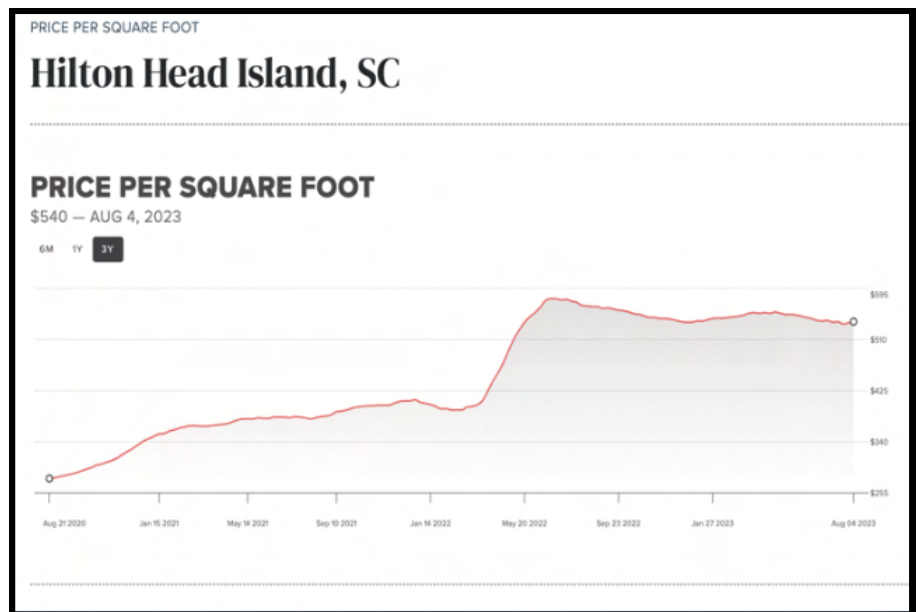 PRICE PER SQUARE FOOT
Hilton Head Island, SC
PRICE PER SQUARE FOOT
$540 — AUG 4, 2023
6M 1Y 3Y
$595
$510
$425
$340
$255
Aug 21 2020 Jan 15 2021 May 14 2021 Sep 10 2021 Jan 14 2022 May 20 2022 Sep 23 2022 Jan 27 2023 Aug 04 2023